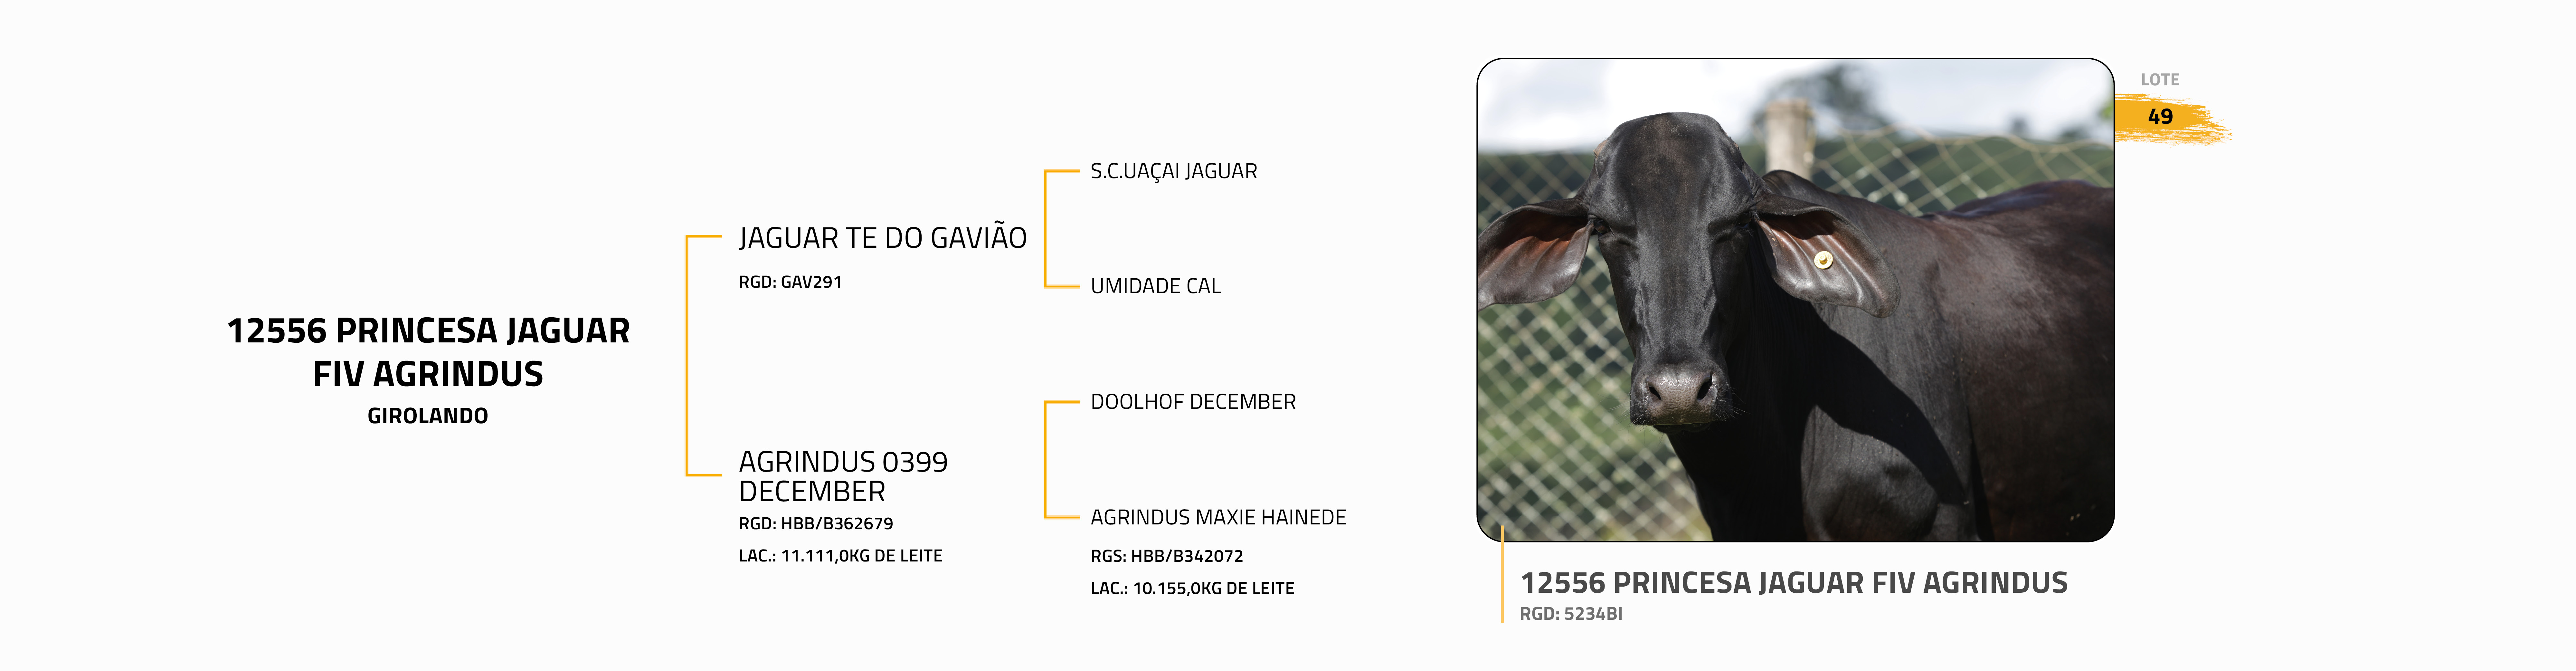 12556 PRINCESA JAGUAR
FIV AGRINDUS
GIROLANDO
JAGUAR TE DO GAVIÃO
RGD: GAV291
AGRINDUS 0399
DECEMBER
RGD: HBB/B362679
LAC.: 11.111,0KG DE LEITE
S.C.UAÇAI JAGUAR
UMIDADE CAL
DOOLHOF DECEMBER
AGRINDUS MAXIE HAINEDE
RGS: HBB/B342072
LAC.: 10.155,0KG DE LEITE
LOTE
49
12556 PRINCESA JAGUAR FIV AGRINDUS
RGD: 5234BI